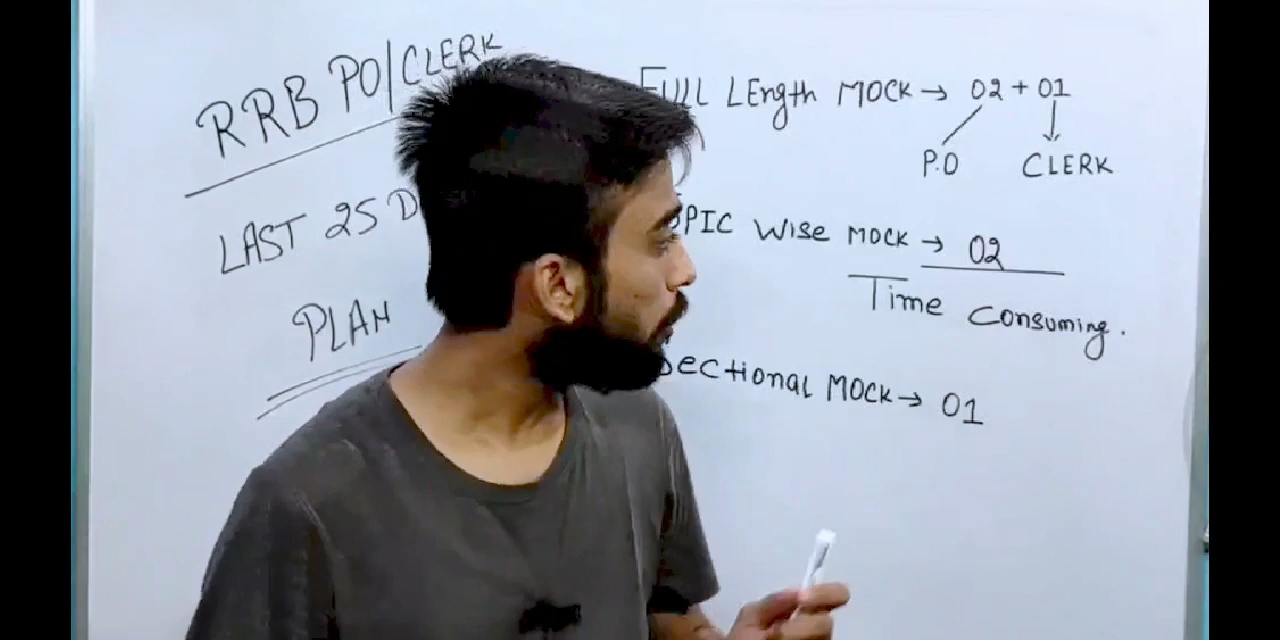 RRB PO/CLERK
LAST 25 D
PLAN
FULL LEngth MOCK → 02 + 01
P.O CLERK
OPIC Wise MOCK → 02
Time Consuming.
SectionaL MOCK → 01